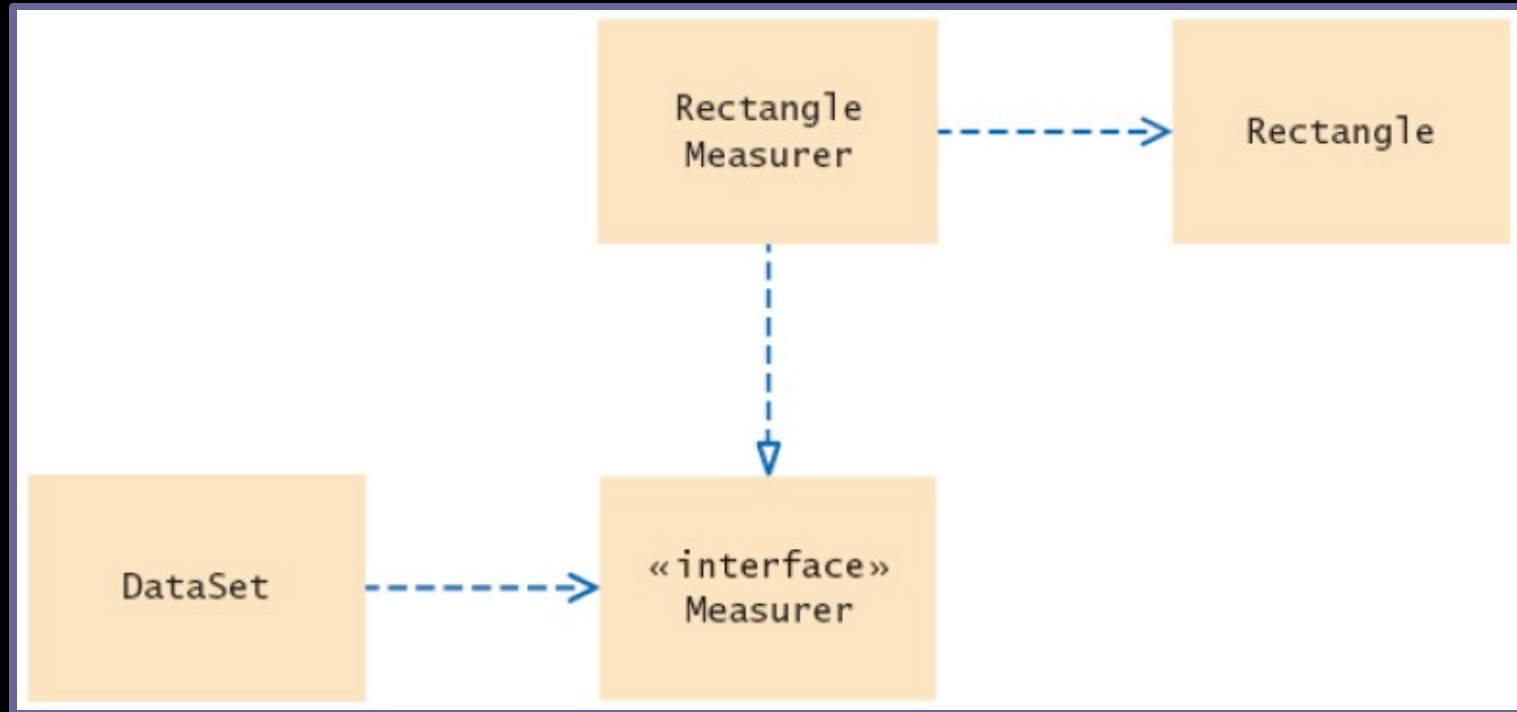 Rectangle
Measurer
Rectangle
DataSet
«interface»
Measurer